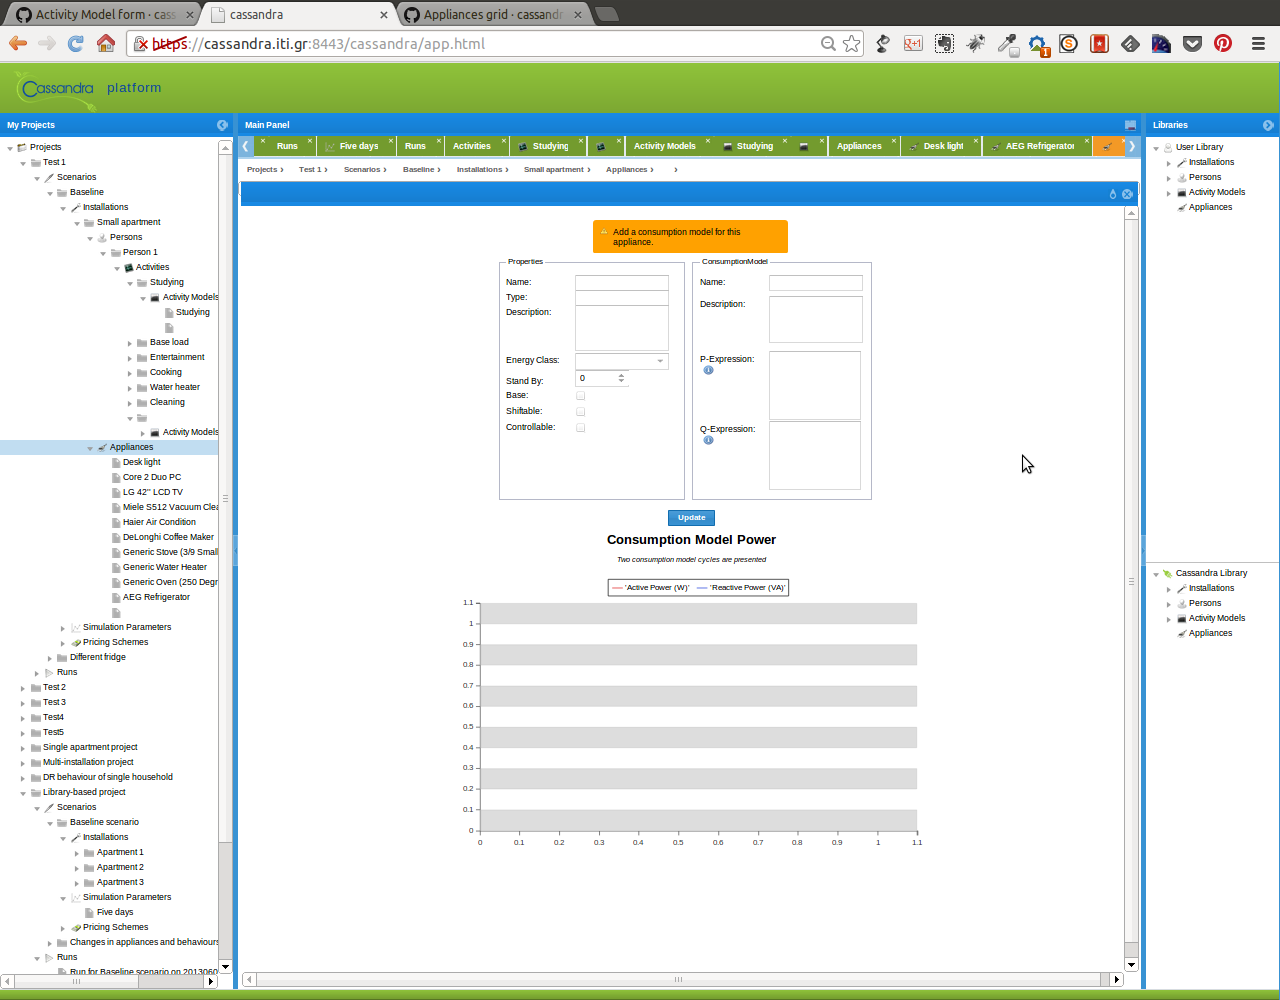 Activity Model form · cass
cassandra
Appliances grid · cassandr
https://cassandra.iti.gr:8443/cassandra/app.html
Cassandra platform
My Projects
Main Panel
Libraries
Runs
Five days
Runs
Activities
Studying
Activity Models
Studying
Appliances
Desk light
AEG Refrigerator
Projects › Test 1 › Scenarios › Baseline › Installations › Small apartment › Appliances › ›
Projects
Test 1
Scenarios
Baseline
Installations
Small apartment
Persons
Person 1
Activities
Studying
Activity Models
Studying
Base load
Entertainment
Cooking
Water heater
Cleaning
Activity Models
Appliances
Desk light
Core 2 Duo PC
LG 42" LCD TV
Miele S512 Vacuum Clea
Haier Air Condition
DeLonghi Coffee Maker
Generic Stove (3/9 Small
Generic Water Heater
Generic Oven (250 Degr
AEG Refrigerator
Simulation Parameters
Pricing Schemes
Different fridge
Runs
Test 2
Test 3
Test4
Test5
Single apartment project
Multi-installation project
DR behaviour of single household
Library-based project
Scenarios
Baseline scenario
Installations
Apartment 1
Apartment 2
Apartment 3
Simulation Parameters
Five days
Pricing Schemes
Changes in appliances and behaviours
Runs
Run for Baseline scenario on 2013060
Add a consumption model for this
appliance.
Properties
Name:
Type:
Description:
Energy Class:
Stand By: 0
Base:
Shiftable:
Controllable:
ConsumptionModel
Name:
Description:
P-Expression:
Q-Expression:
Update
Consumption Model Power
Two consumption model cycles are presented
'Active Power (W)' 'Reactive Power (VA)'
1.1
1
0.9
0.8
0.7
0.6
0.5
0.4
0.3
0.2
0.1
0
0 0.1 0.2 0.3 0.4 0.5 0.6 0.7 0.8 0.9 1 1.1
User Library
Installations
Persons
Activity Models
Appliances
Cassandra Library
Installations
Persons
Activity Models
Appliances